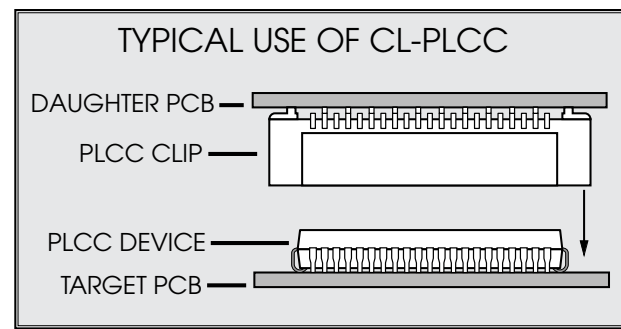 TYPICAL USE OF CL-PLCC
DAUGHTER PCB
PLCC CLIP
PLCC DEVICE
TARGET PCB